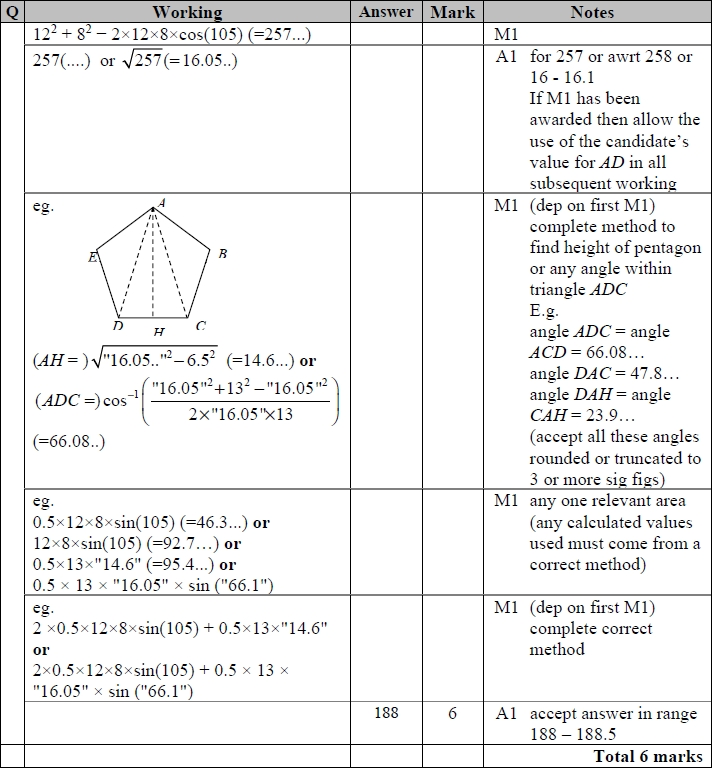 Q Working Answer Mark Notes
12² + 8² − 2×12×8×cos(105) (=257...) M1
257(....) or √257(= 16.05..) A1 for 257 or awrt 258 or
16 - 16.1
If M1 has been
awarded then allow the
use of the candidate's
value for AD in all
subsequent working
eg.
A
E
B
D
H
C
(AH = )√"16.05.."²−6.5² (=14.6...) or
(ADC =)cos⁻¹("16.05"²+13²−"16.05"² / 2×"16.05"×13)
(=66.08..)
M1 (dep on first M1)
complete method to
find height of pentagon
or any angle within
triangle ADC
E.g.
angle ADC = angle
ACD = 66.08…
angle DAC = 47.8…
angle DAH = angle
CAH = 23.9…
(accept all these angles
rounded or truncated to
3 or more sig figs)
eg.
0.5×12×8×sin(105) (=46.3...) or
12×8×sin(105) (=92.7…) or
0.5×13×"14.6" (=95.4...) or
0.5 × 13 × "16.05" × sin ("66.1")
M1 any one relevant area
(any calculated values
used must come from a
correct method)
eg.
2 ×0.5×12×8×sin(105) + 0.5×13×"14.6"
or
2×0.5×12×8×sin(105) + 0.5 × 13 ×
"16.05" × sin ("66.1")
M1 (dep on first M1)
complete correct
method
188 6 A1 accept answer in range
188 – 188.5
Total 6 marks